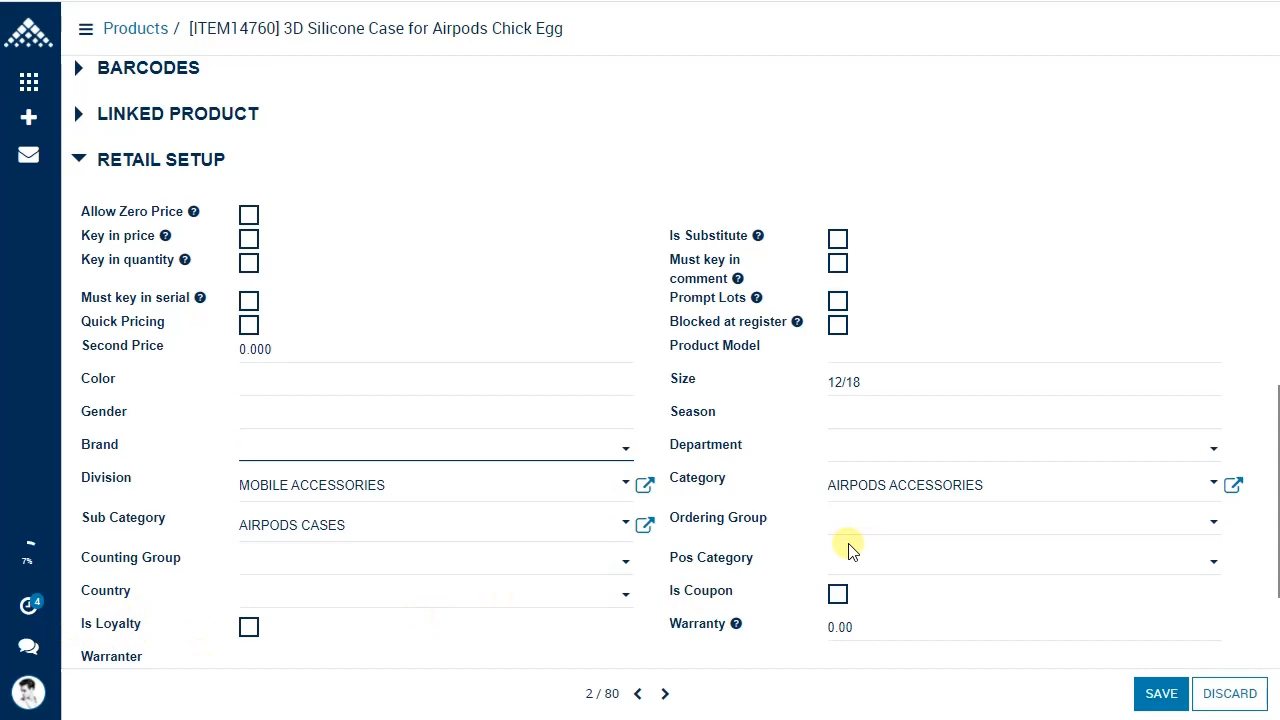 Products / [ITEM14760] 3D Silicone Case for Airpods Chick Egg
BARCODES
LINKED PRODUCT
RETAIL SETUP
Allow Zero Price ?
Key in price ? Is Substitute ?
Key in quantity ? Must key in
comment ?
Must key in serial ? Prompt Lots ?
Quick Pricing Blocked at register ?
Second Price 0.000 Product Model
Color Size 12/18
Gender Season
Brand Department
Division MOBILE ACCESSORIES Category AIRPODS ACCESSORIES
Sub Category AIRPODS CASES Ordering Group
Counting Group Pos Category
Country Is Coupon
Is Loyalty Warranty ? 0.00
Warranter
7%
4
2 / 80 SAVE DISCARD